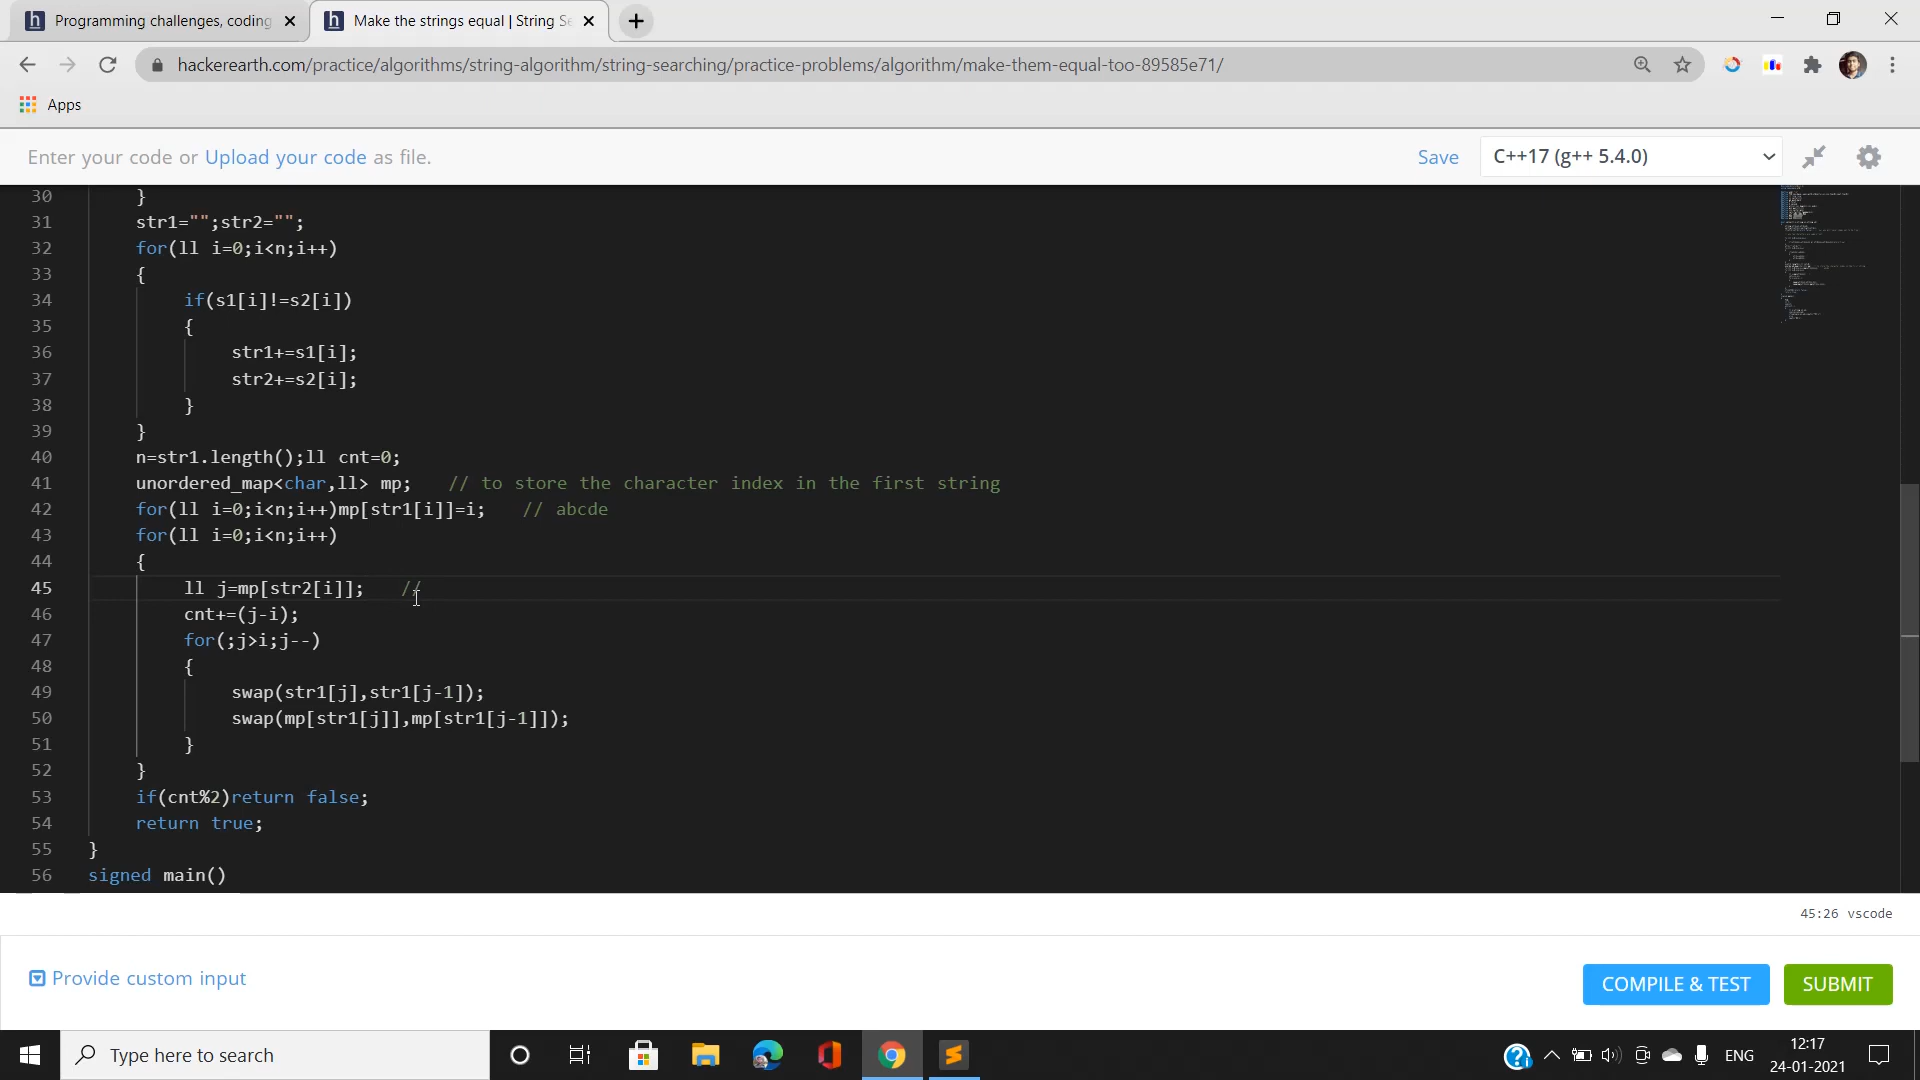 Programming challenges, coding
Make the strings equal | String Se
hackerearth.com/practice/algorithms/string-algorithm/string-searching/practice-problems/algorithm/make-them-equal-too-89585e71/
Apps
Enter your code or Upload your code as file.
Save
C++17 (g++ 5.4.0)
30 }
31 str1="";str2="";
32 for(ll i=0;i<n;i++)
33 {
34 if(s1[i]!=s2[i])
35 {
36 str1+=s1[i];
37 str2+=s2[i];
38 }
39 }
40 n=str1.length();ll cnt=0;
41 unordered_map<char,ll> mp; // to store the character index in the first string
42 for(ll i=0;i<n;i++)mp[str1[i]]=i; // abcde
43 for(ll i=0;i<n;i++)
44 {
45 ll j=mp[str2[i]]; //
46 cnt+=(j-i);
47 for(;j>i;j--)
48 {
49 swap(str1[j],str1[j-1]);
50 swap(mp[str1[j]],mp[str1[j-1]]);
51 }
52 }
53 if(cnt%2)return false;
54 return true;
55 }
56 signed main()
45:26 vscode
Provide custom input
COMPILE & TEST
SUBMIT
Type here to search
ENG
12:17
24-01-2021